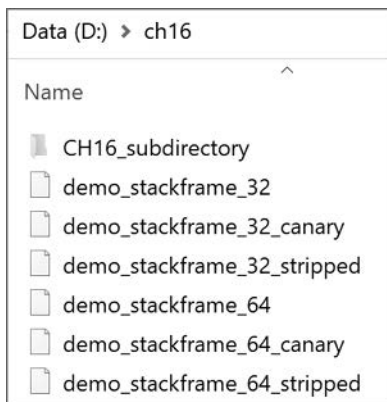 Data (D:) > ch16
Name
CH16_subdirectory
demo_stackframe_32
demo_stackframe_32_canary
demo_stackframe_32_stripped
demo_stackframe_64
demo_stackframe_64_canary
demo_stackframe_64_stripped